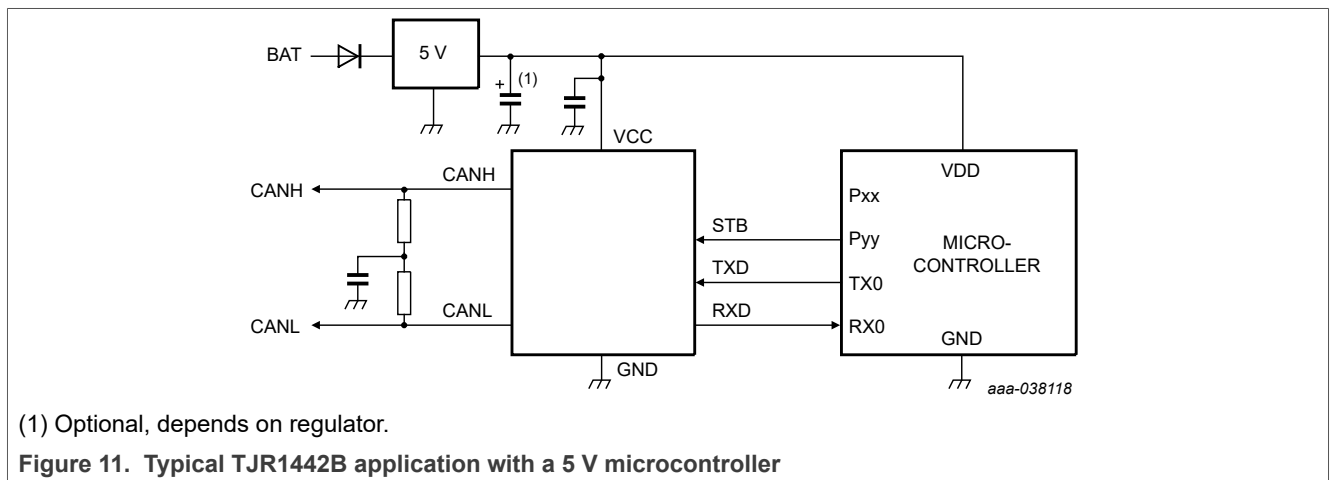 BAT
5 V
+
(1)
VCC
CANH
CANH
VDD
Pxx
STB
Pyy
MICRO-
CONTROLLER
TXD
TX0
CANL
CANL
RXD
RX0
GND
GND
aaa-038118
(1) Optional, depends on regulator.
Figure 11. Typical TJR1442B application with a 5 V microcontroller